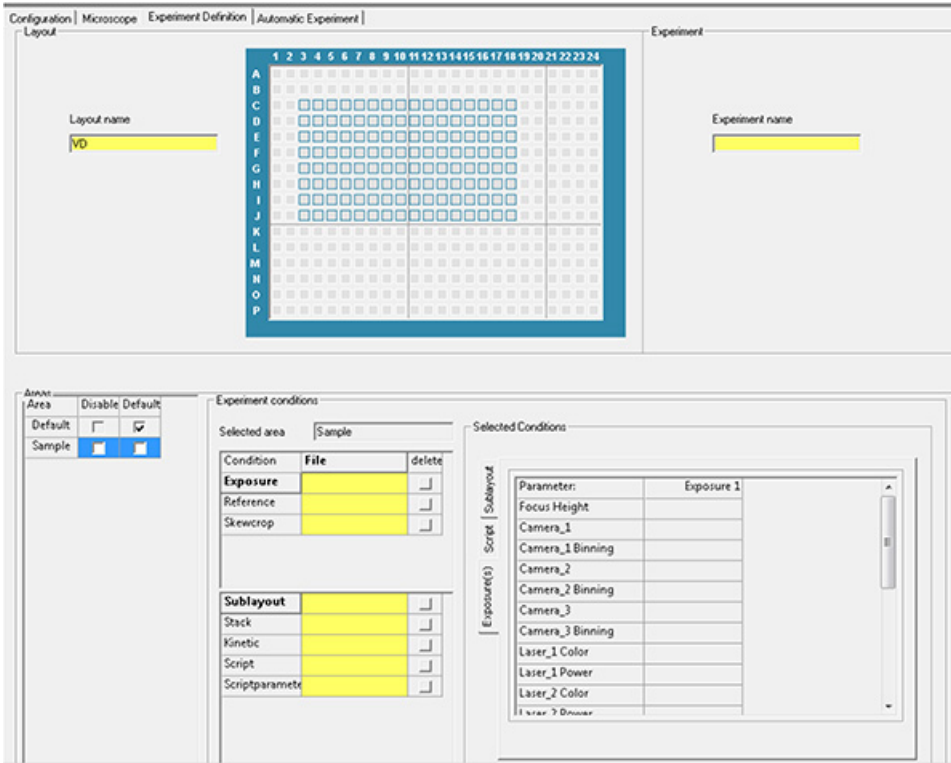 Configuration Microscope Experiment Definition Automatic Experiment
Layout
Experiment
1 2 3 4 5 6 7 8 9 10 11 12 13 14 15 16 17 18 19 20 21 22 23 24
A
B
C
D
E
F
G
H
I
J
K
L
M
N
O
P
Layout name
VD
Experiment name
Areas
Area Disable Default
Default
Sample
Experiment conditions
Selected area Sample
Condition File delete
Exposure
Reference
Skewcrop
Sublayout
Stack
Kinetic
Script
Scriptparamete
Selected Conditions
Sublayout
Script
Exposure(s)
Parameter: Exposure 1
Focus Height
Camera_1
Camera_1 Binning
Camera_2
Camera_2 Binning
Camera_3
Camera_3 Binning
Laser_1 Color
Laser_1 Power
Laser_2 Color
Laser_2 Power